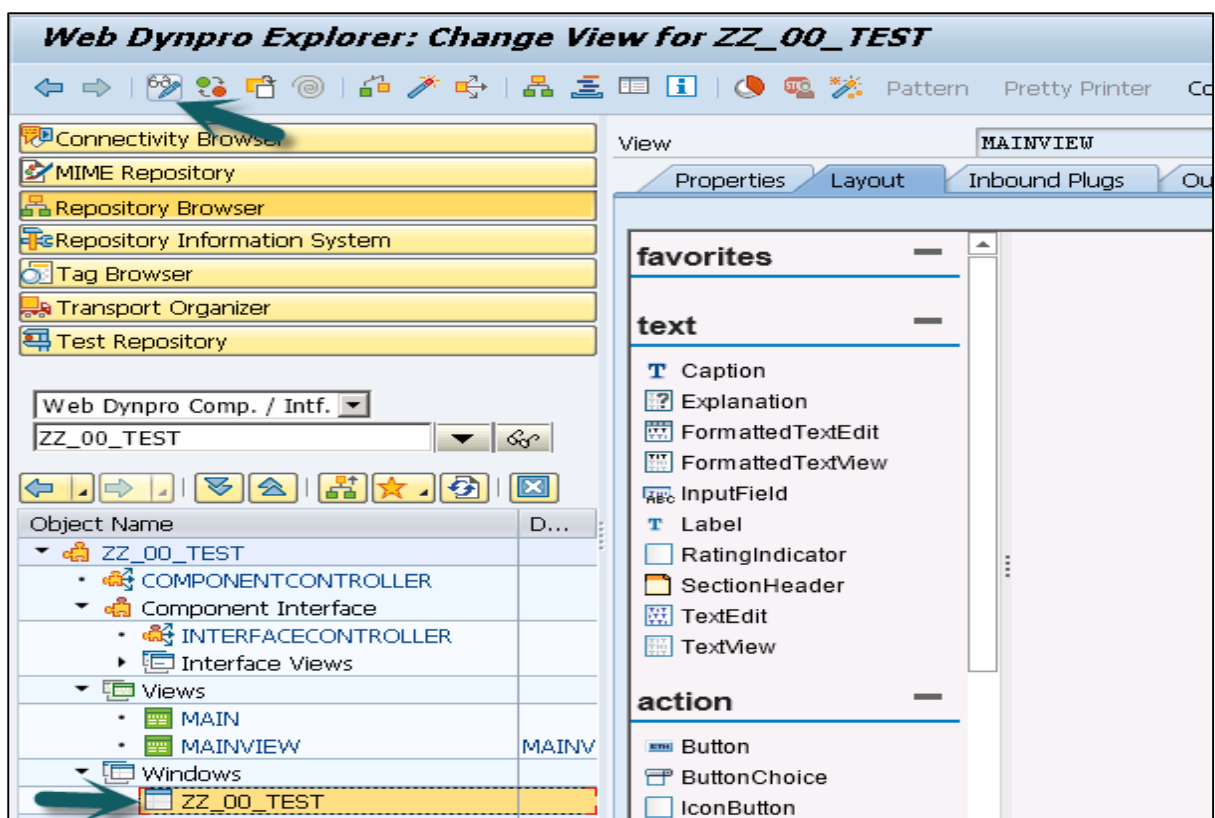 Web Dynpro Explorer: Change View for ZZ_00_TEST
Pattern Pretty Printer Co
Connectivity Browser
MIME Repository
Repository Browser
Repository Information System
Tag Browser
Transport Organizer
Test Repository
Web Dynpro Comp. / Intf.
ZZ_00_TEST
Object Name D...
ZZ_00_TEST
COMPONENTCONTROLLER
Component Interface
INTERFACECONTROLLER
Interface Views
Views
MAIN
MAINVIEW MAINV
Windows
ZZ_00_TEST
View MAINVIEW
Properties Layout Inbound Plugs Ou
favorites
text
Caption
Explanation
FormattedTextEdit
FormattedTextView
InputField
Label
RatingIndicator
SectionHeader
TextEdit
TextView
action
Button
ButtonChoice
IconButton